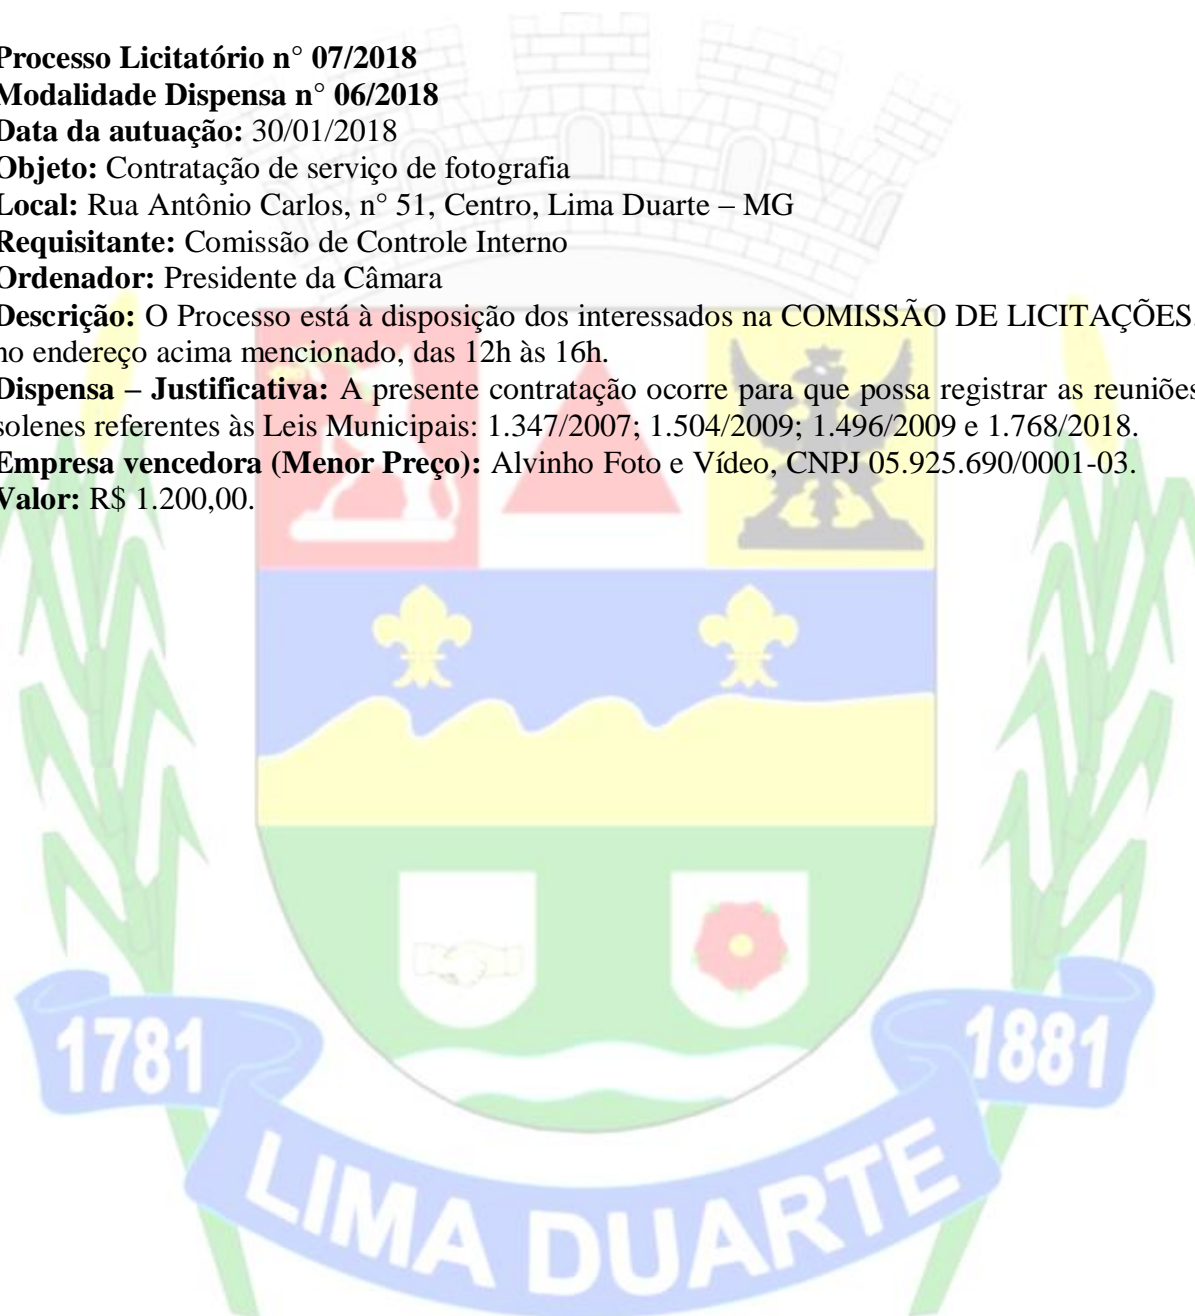 Processo Licitatório n° 07/2018
Modalidade Dispensa n° 06/2018
Data da autuação: 30/01/2018
Objeto: Contratação de serviço de fotografia
Local: Rua Antônio Carlos, n° 51, Centro, Lima Duarte – MG
Requisitante: Comissão de Controle Interno
Ordenador: Presidente da Câmara
Descrição: O Processo está à disposição dos interessados na COMISSÃO DE LICITAÇÕES,
no endereço acima mencionado, das 12h às 16h.
Dispensa – Justificativa: A presente contratação ocorre para que possa registrar as reuniões
solenes referentes às Leis Municipais: 1.347/2007; 1.504/2009; 1.496/2009 e 1.768/2018.
Empresa vencedora (Menor Preço): Alvinho Foto e Vídeo, CNPJ 05.925.690/0001-03.
Valor: R$ 1.200,00.
1781
1881
LIMA DUARTE